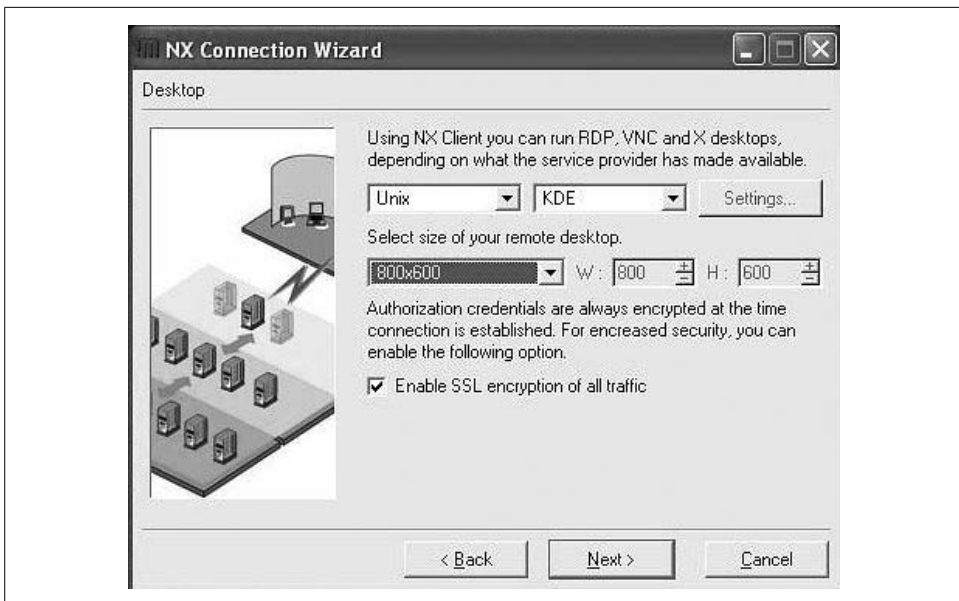 NX Connection Wizard
Desktop
Using NX Client you can run RDP, VNC and X desktops,
depending on what the service provider has made available.
Unix KDE Settings...
Select size of your remote desktop.
800x600 W: 800 H: 600
Authorization credentials are always encrypted at the time
connection is established. For encreased security, you can
enable the following option.
Enable SSL encryption of all traffic
< Back Next > Cancel